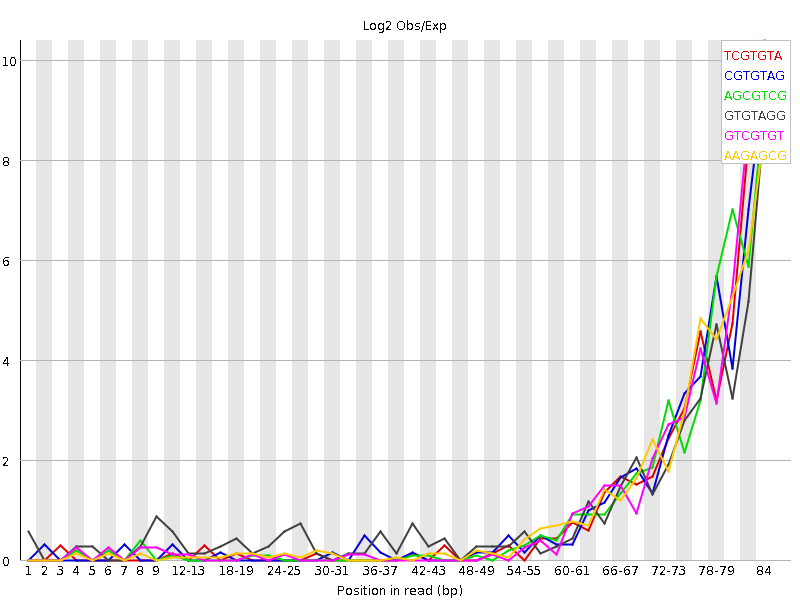 Log2 Obs/Exp
10
8
6
4
2
0
TCGTGTA
CGTGTAG
AGCGTCG
GTGTAGG
GTCGTGT
AAGAGCG
1 2 3 4 5 6 7 8 9 12-13 18-19 24-25 30-31 36-37 42-43 48-49 54-55 60-61 66-67 72-73 78-79 84
Position in read (bp)